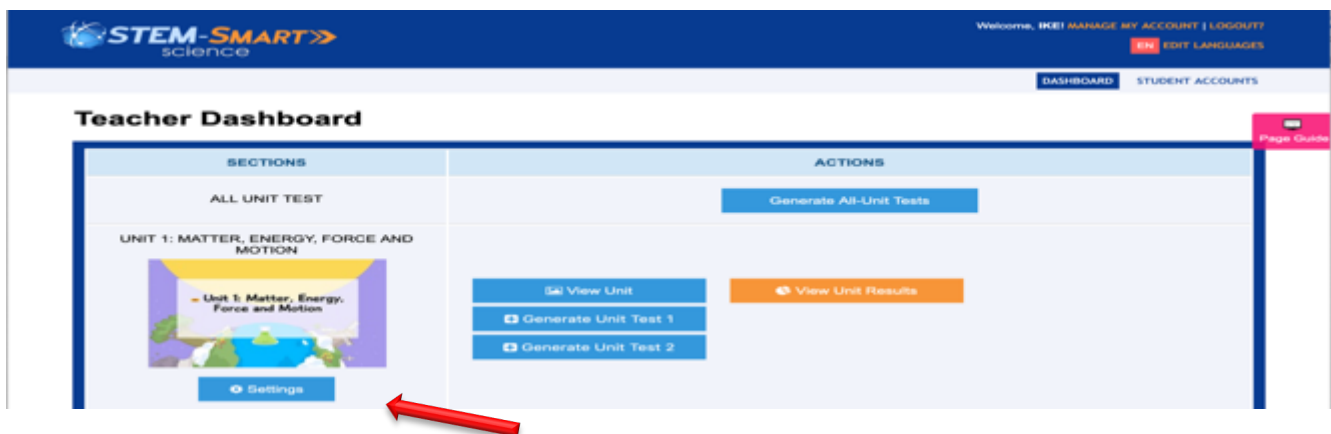 STEM-SMART
science
Welcome, IKE! MANAGE MY ACCOUNT | LOGOUT?
EN EDIT LANGUAGES
DASHBOARD STUDENT ACCOUNTS
Teacher Dashboard
Page Guide
SECTIONS ACTIONS
ALL UNIT TEST Generate All-Unit Tests
UNIT 1: MATTER, ENERGY, FORCE AND
MOTION
Unit 1: Matter, Energy,
Force and Motion
View Unit View Unit Results
Generate Unit Test 1
Generate Unit Test 2
Settings